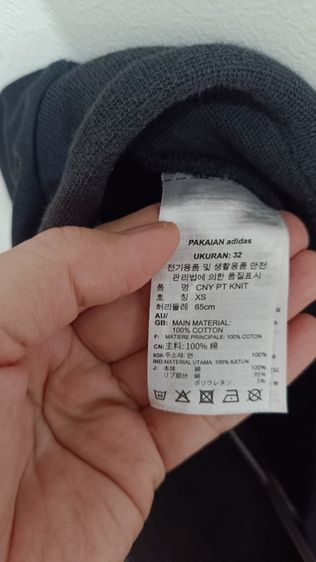 PAKAIAN adidas
UKURAN: 32
전기용품 및 생활용품 안전
관리법에 의한 품질표시
품 명 CNY PT KNIT
호 칭 XS
허리둘레 65cm
AU/
GB: MAIN MATERIAL:
100% COTTON
F: MATIERE PRINCIPALE: 100% COTON
CN: 主料: 100% 棉
KOR: 주소재: 면 100%
IND: MATERIAL UTAMA: 100% KATUN
J: 本体 綿 100%
リブ部分 綿 95%
ポリウレタン 5%